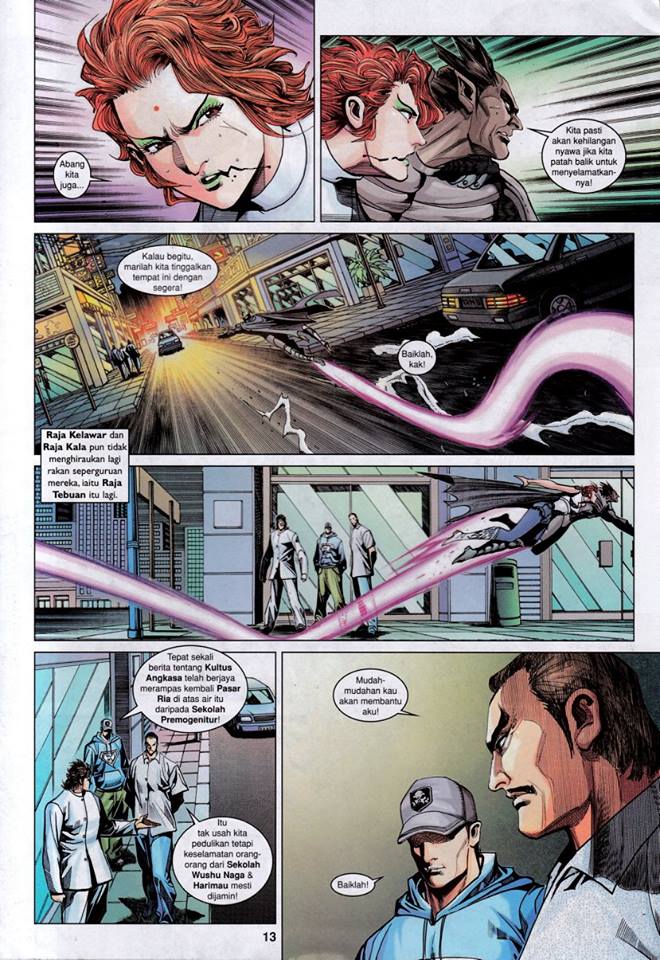 Abang
kita
juga...
Kita pasti
akan kehilangan
nyawa jika kita
patah balik untuk
menyelamatkan-
nya!
Kalau begitu,
marilah kita tinggalkan
tempat ini dengan
segera!
Baiklah,
kak!
Raja Kelawar dan
Raja Kala pun tidak
menghiraukan lagi
rakan seperguruan
mereka, iaitu Raja
Tebuan itu lagi.
Tepat sekali
berita tentang Kultus
Angkasa telah berjaya
merampas kembali Pasar
Ria di atas air itu
daripada Sekolah
Premogenitur!
Itu
tak usah kita
pedulikan tetapi
keselamatan orang-
orang dari Sekolah
Wushu Naga &
Harimau mesti
dijamin!
Mudah-
mudahan kau
akan membantu
aku!
Baiklah!
13